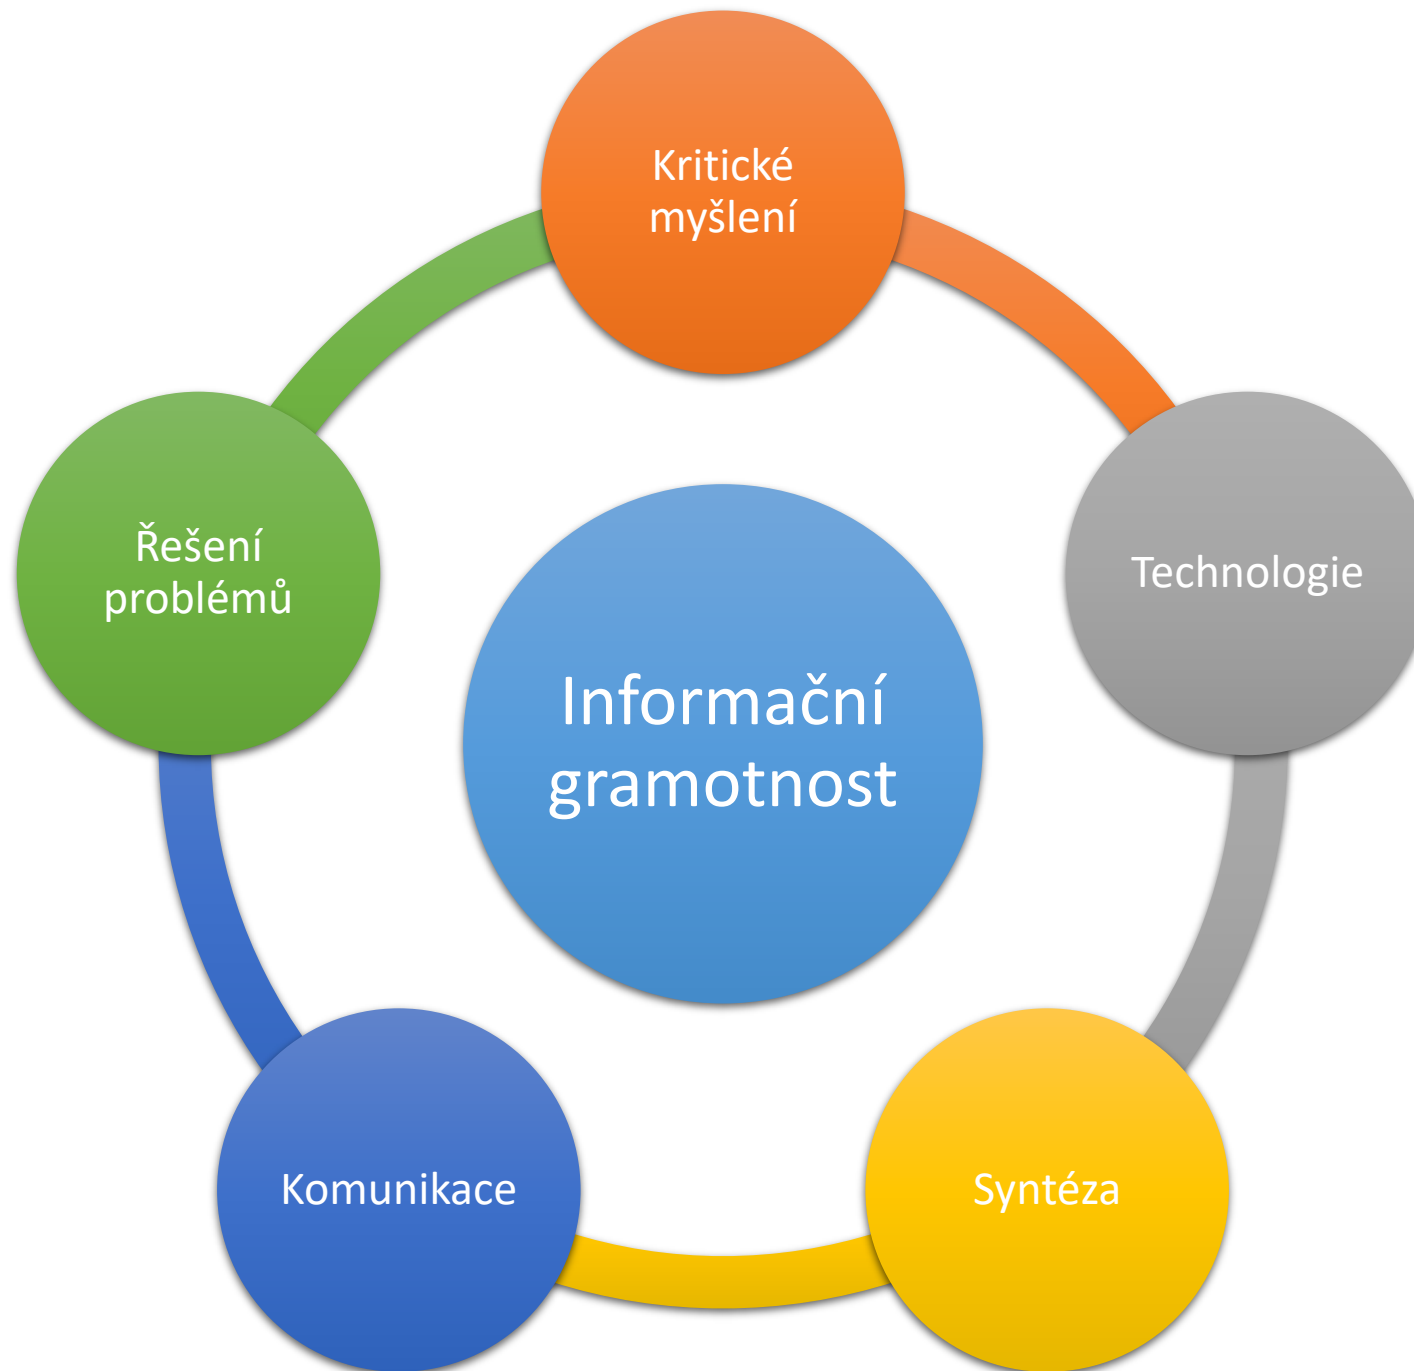 Kritické
myšlení
Technologie
Řešení
problémů
Informační
gramotnost
Komunikace
Syntéza